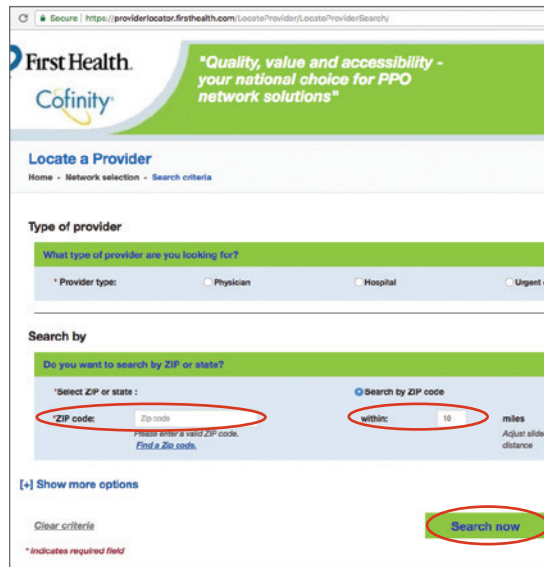 Secure | https://providerlocator.firsthealth.com/LocateProvider/LocateProviderSearch/
First Health.
Cofinity
"Quality, value and accessibility -
your national choice for PPO
network solutions"
Locate a Provider
Home - Network selection - Search criteria
Type of provider
What type of provider are you looking for?
* Provider type: Physician Hospital Urgent
Search by
Do you want to search by ZIP or state?
*Select ZIP or state : Search by ZIP code
*ZIP code: Zip code within: 10 miles
Please enter a valid ZIP code. Adjust slide
Find a Zip code. distance
[+] Show more options
Clear criteria Search now
* indicates required field